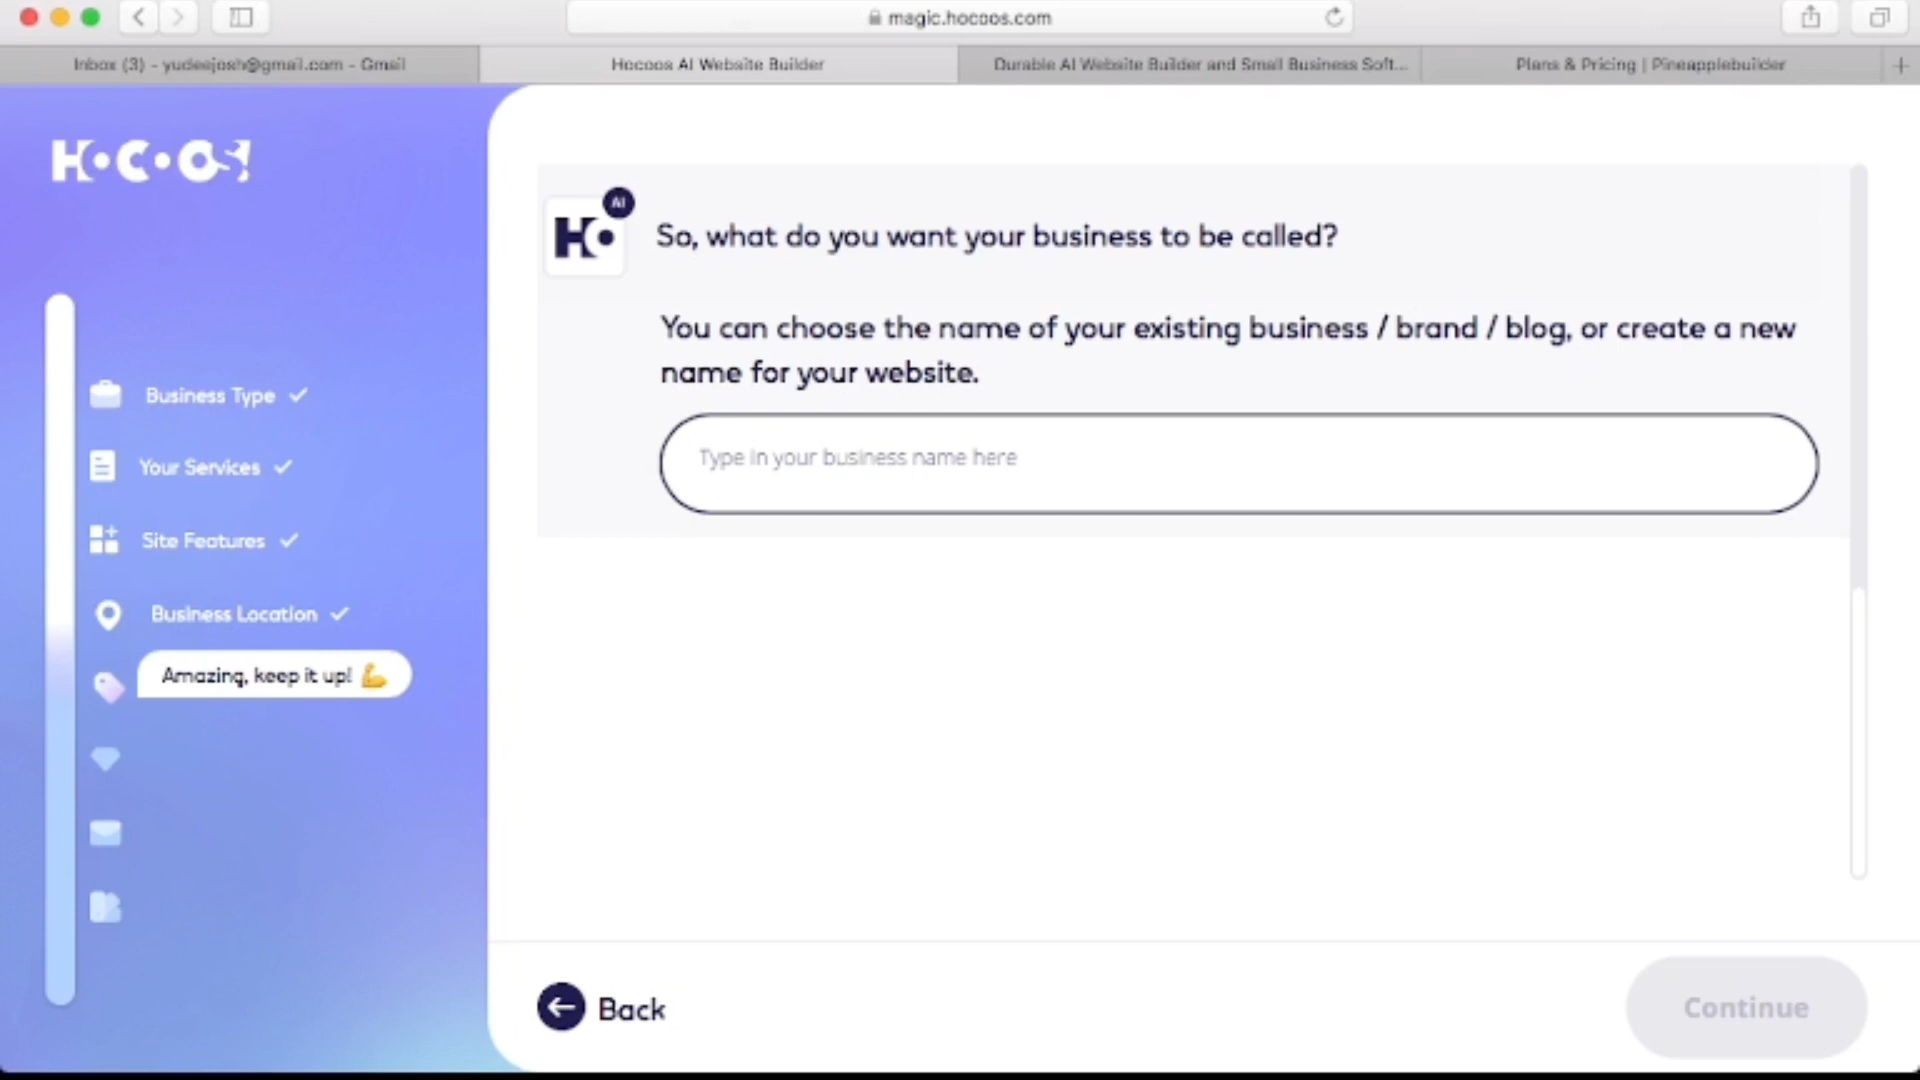 magic.hocoos.com
Inbox (3) - yudeejosh@gmail.com - Gmail
Hocoos AI Website Builder
Durable AI Website Builder and Small Business Soft...
Plans & Pricing | Pineapplebuilder
HOCOOS
Business Type
Your Services
Site Features
Business Location
Amazing, keep it up! 💪
HO
AI
So, what do you want your business to be called?
You can choose the name of your existing business / brand / blog, or create a new
name for your website.
Type in your business name here
Back
Continue